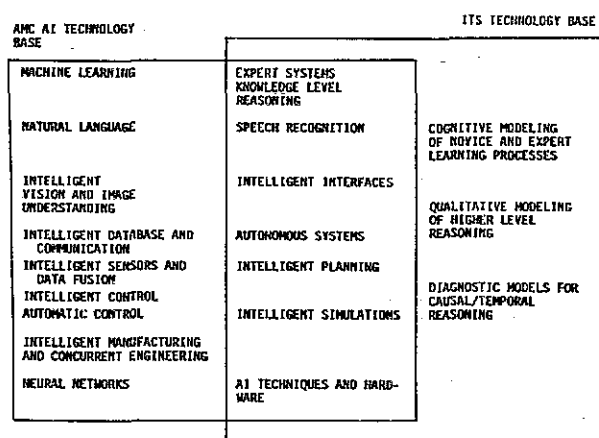 AMC AI TECHNOLOGY
BASE
ITS TECHNOLOGY BASE
MACHINE LEARNING
NATURAL LANGUAGE
INTELLIGENT
VISION AND IMAGE
UNDERSTANDING
INTELLIGENT DATABASE AND
COMMUNICATION
INTELLIGENT SENSORS AND
DATA FUSION
INTELLIGENT CONTROL
AUTOMATIC CONTROL
INTELLIGENT MANUFACTURING
AND CONCURRENT ENGINEERING
NEURAL NETWORKS
EXPERT SYSTEMS
KNOWLEDGE LEVEL
REASONING
SPEECH RECOGNITION
INTELLIGENT INTERFACES
AUTONOMOUS SYSTEMS
INTELLIGENT PLANNING
INTELLIGENT SIMULATIONS
AI TECHNIQUES AND HARD-
WARE
COGNITIVE MODELING
OF NOVICE AND EXPERT
LEARNING PROCESSES
QUALITATIVE MODELING
OF HIGHER LEVEL
REASONING
DIAGNOSTIC MODELS FOR
CAUSAL/TEMPORAL
REASONING